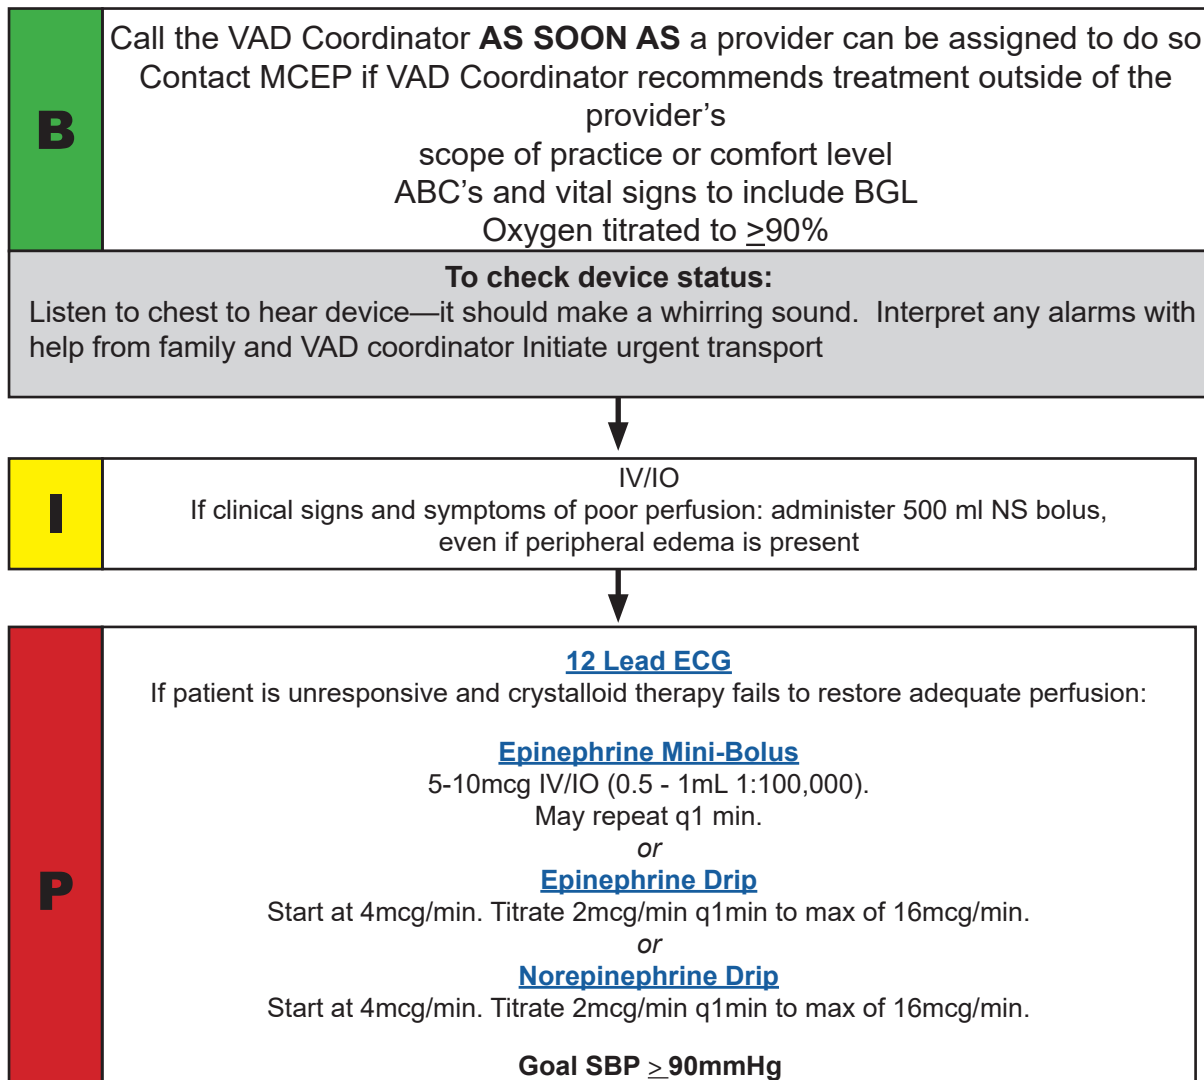 B
Call the VAD Coordinator AS SOON AS a provider can be assigned to do so
Contact MCEP if VAD Coordinator recommends treatment outside of the
provider’s
scope of practice or comfort level
ABC’s and vital signs to include BGL
Oxygen titrated to ≥90%
To check device status:
Listen to chest to hear device—it should make a whirring sound.  Interpret any alarms with
help from family and VAD coordinator Initiate urgent transport
I
IV/IO
If clinical signs and symptoms of poor perfusion: administer 500 ml NS bolus,
even if peripheral edema is present
P
12 Lead ECG
If patient is unresponsive and crystalloid therapy fails to restore adequate perfusion:
Epinephrine Mini-Bolus
5-10mcg IV/IO (0.5 - 1mL 1:100,000).
May repeat q1 min.
or
Epinephrine Drip
Start at 4mcg/min. Titrate 2mcg/min q1min to max of 16mcg/min.
or
Norepinephrine Drip
Start at 4mcg/min. Titrate 2mcg/min q1min to max of 16mcg/min.
Goal SBP ≥ 90mmHg